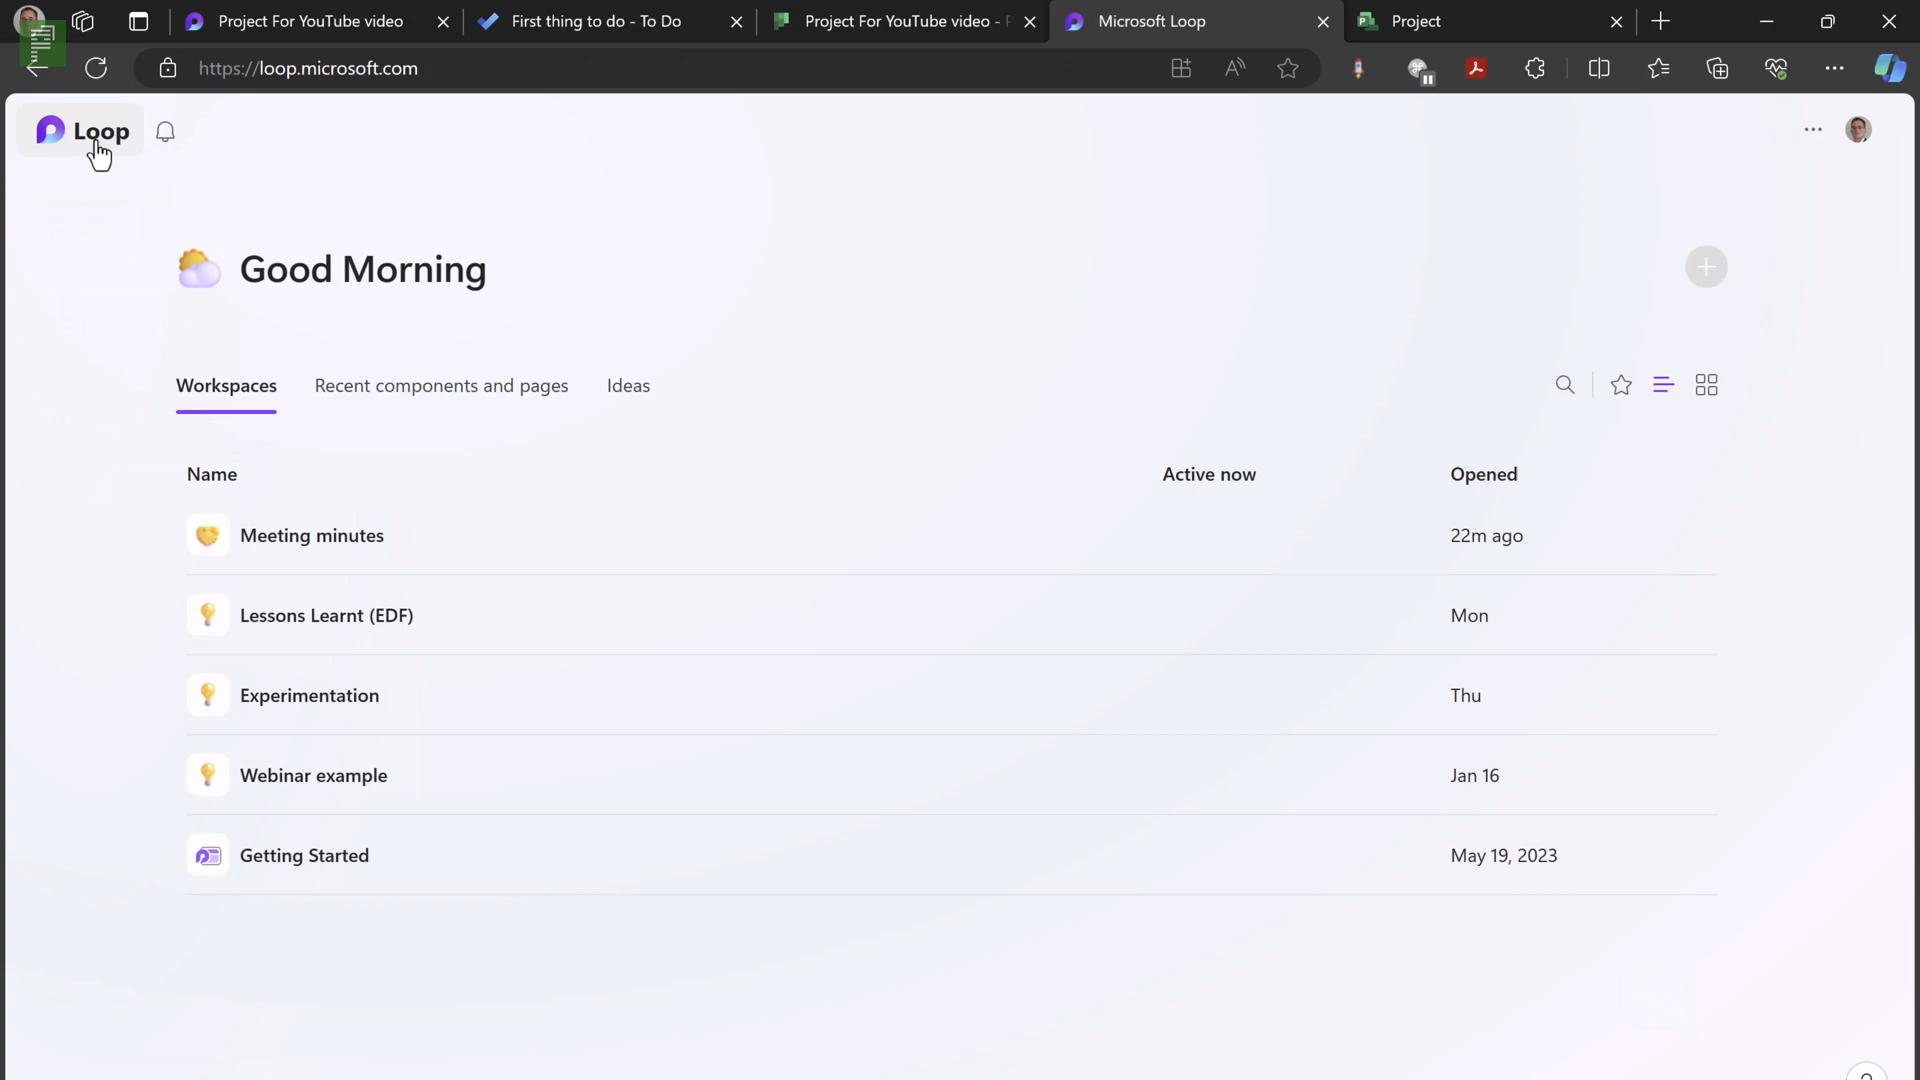 Project For YouTube video
First thing to do - To Do
Project For YouTube video -
Microsoft Loop
Project
https://loop.microsoft.com
Loop
Good Morning
Workspaces
Recent components and pages
Ideas
Name
Active now
Opened
Meeting minutes
22m ago
Lessons Learnt (EDF)
Mon
Experimentation
Thu
Webinar example
Jan 16
Getting Started
May 19, 2023